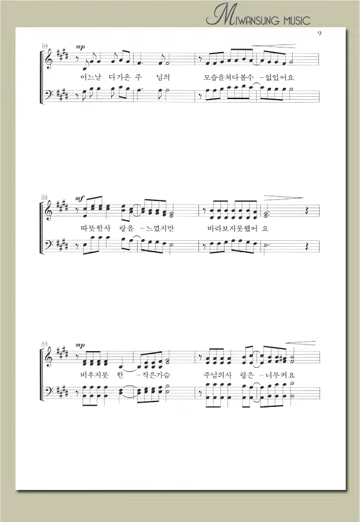 MIWANSUNG MUSIC
9
mp
어느날 다가온 주 님의 모습을쳐다볼수 -없있어요
mf
따뜻한사 랑을 -느꼈지만 바라보지못했어 요
mp
비우지못 한 -작은가슴 주님의사 랑은 -너무커요